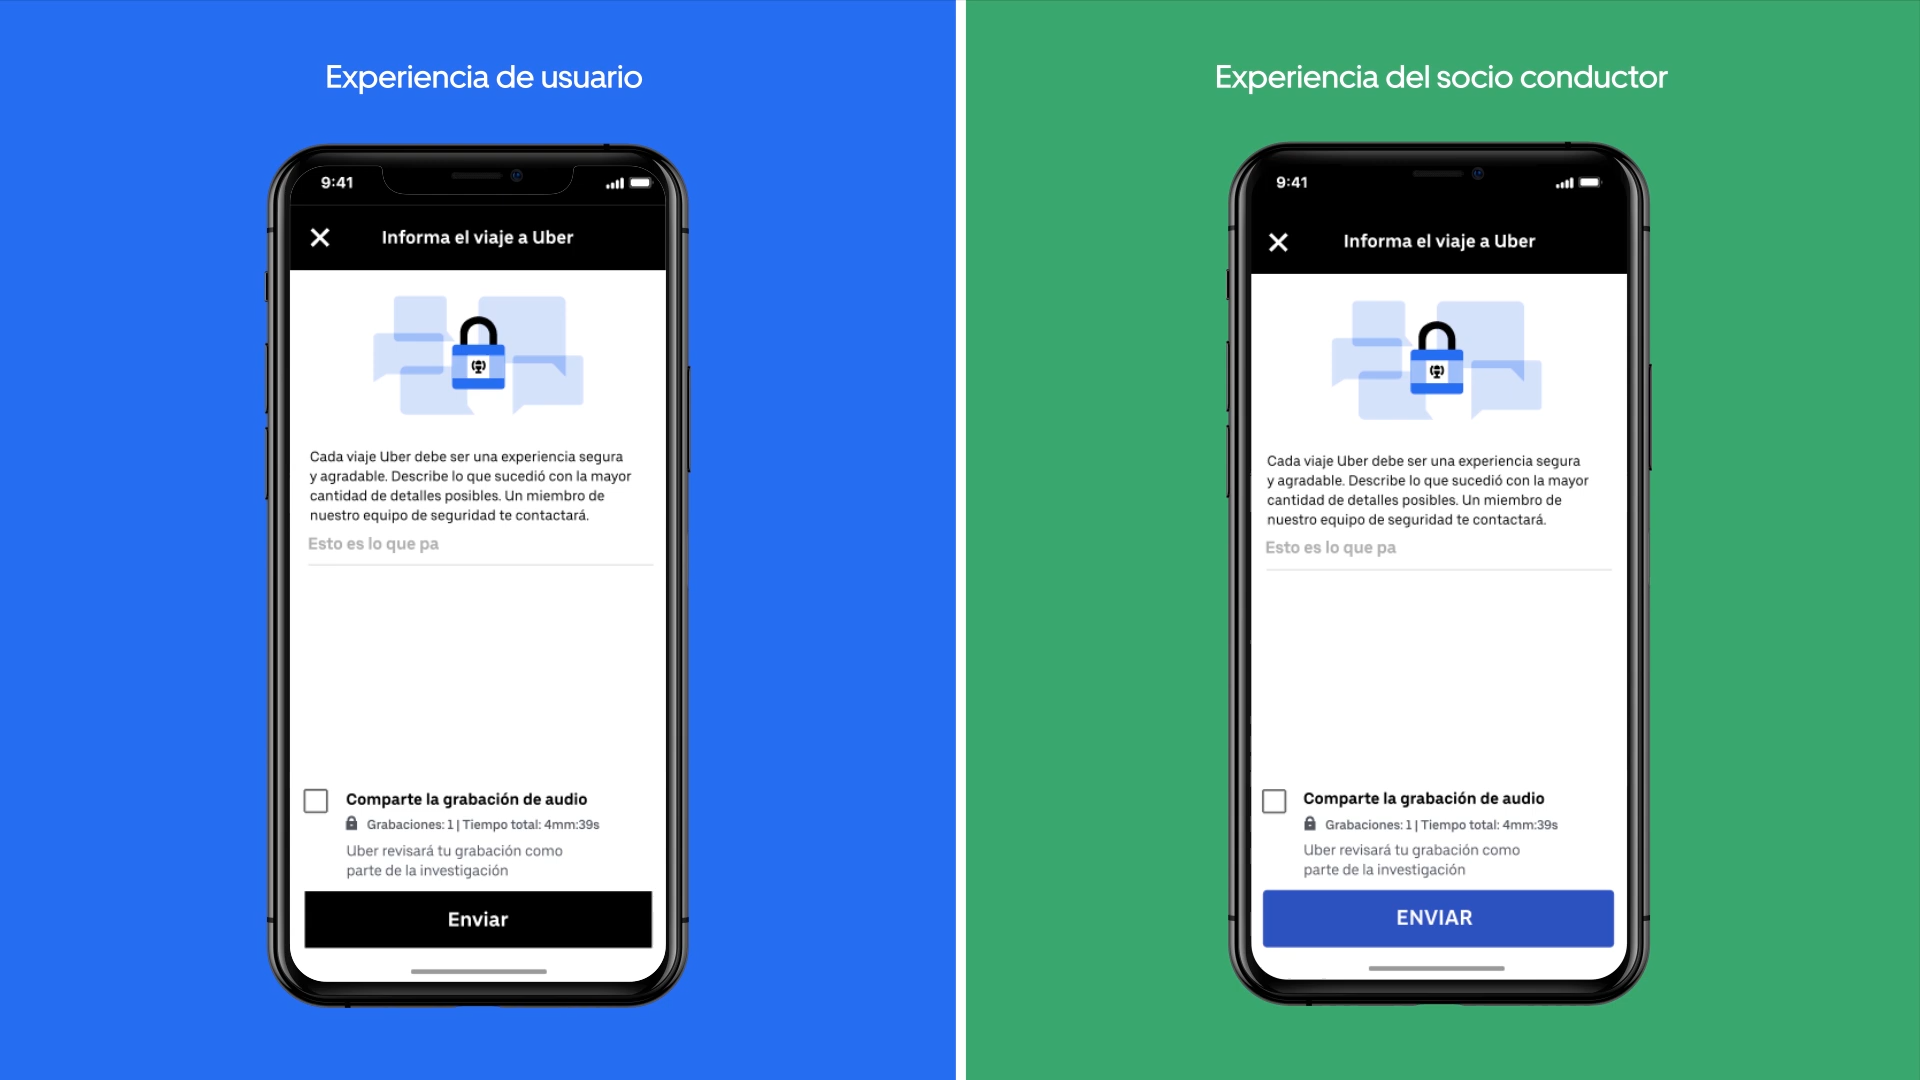 Experiencia de usuario
9:41
Informa el viaje a Uber
Cada viaje Uber debe ser una experiencia segura
y agradable. Describe lo que sucedió con la mayor
cantidad de detalles posibles. Un miembro de
nuestro equipo de seguridad te contactará.
Esto es lo que pa
Comparte la grabación de audio
Grabaciones: 1 | Tiempo total: 4mm:39s
Uber revisará tu grabación como
parte de la investigación
Enviar
Experiencia del socio conductor
9:41
Informa el viaje a Uber
Cada viaje Uber debe ser una experiencia segura
y agradable. Describe lo que sucedió con la mayor
cantidad de detalles posibles. Un miembro de
nuestro equipo de seguridad te contactará.
Esto es lo que pa
Comparte la grabación de audio
Grabaciones: 1 | Tiempo total: 4mm:39s
Uber revisará tu grabación como
parte de la investigación
ENVIAR